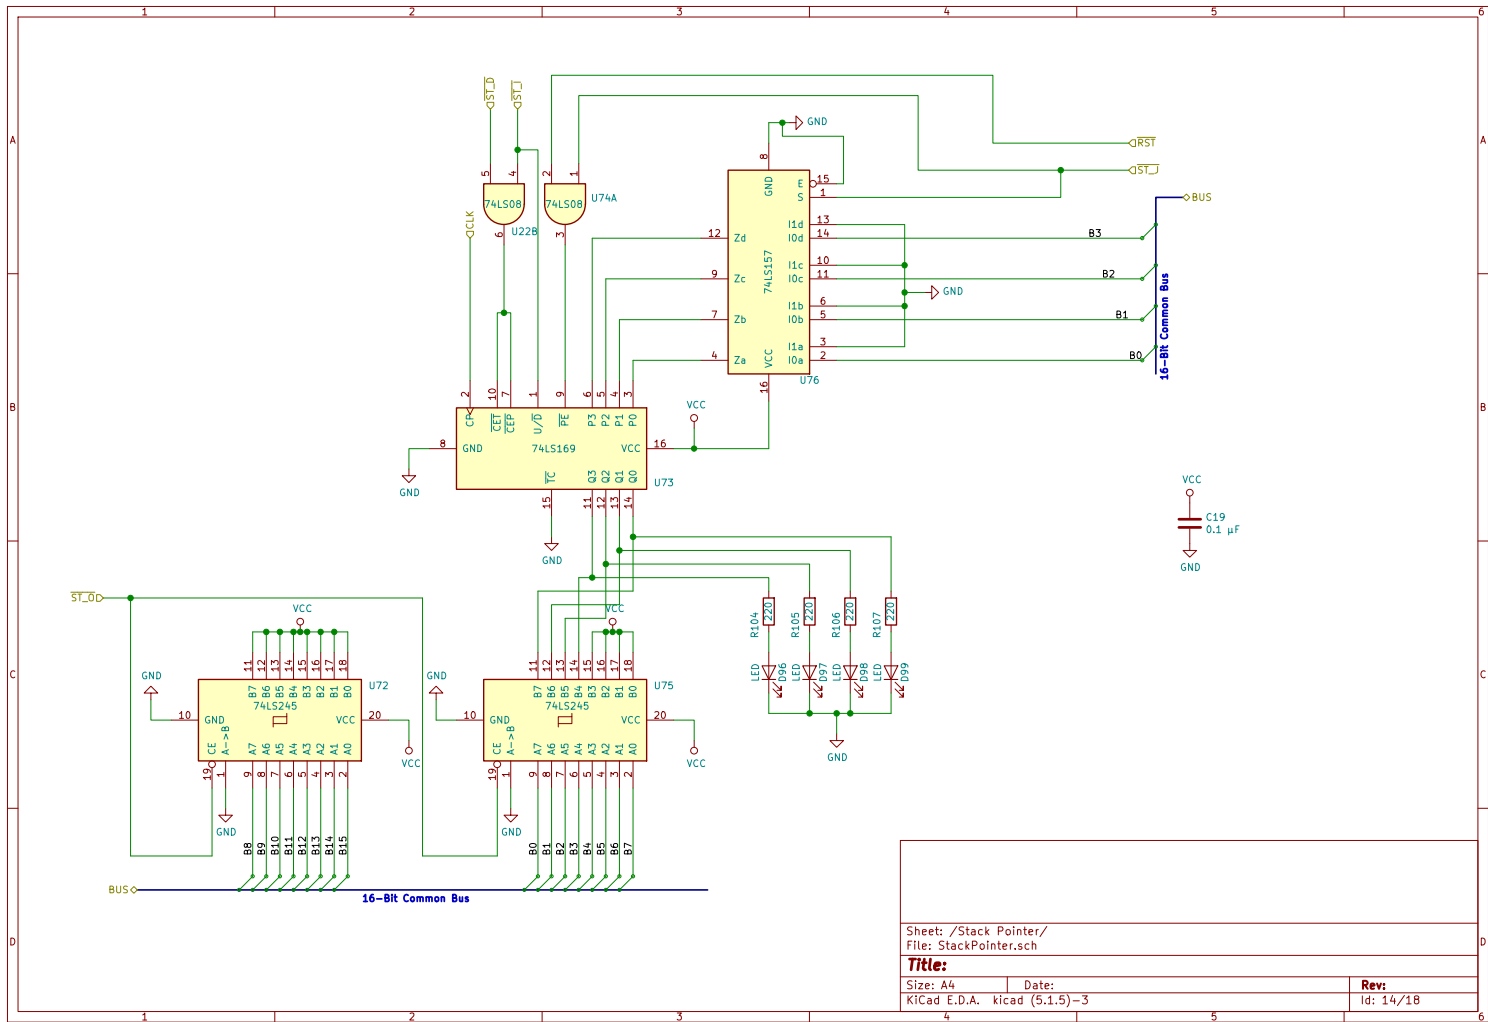 1 2 3 4 5 6
A A
B B
C C
D D
1 2 3 4 5 6
ST_D
ST_I
CLK
5 4
74LS08
6
U22B
2 1
74LS08
3
U74A
RST
ST_J
BUS
GND
8
GND
E 15
S 1
I1d 13
I0d 14
I1c 10
I0c 11
I1b 6
I0b 5
I1a 3
I0a 2
12 Zd
9 Zc
7 Zb
4 Za
74LS157
VCC
16
U76
GND
B3
B2
B1
B0
16-Bit Common Bus
2 10 7 1 9 6 5 4 3
CP CET CEP U/D PE P3 P2 P1 P0
8 GND
74LS169
VCC 16
VCC
GND
TC Q3 Q2 Q1 Q0
U73
15 11 12 13 14
GND
VCC
C19
0.1 µF
GND
ST_O
VCC
11 12 13 14 15 16 17 18
B7 B6 B5 B4 B3 B2 B1 B0
U72
74LS245
GND
10 GND
VCC 20
VCC
CE A->B A7 A6 A5 A4 A3 A2 A1 A0
19 1 9 8 7 6 5 4 3 2
GND
B8 B9 B10 B11 B12 B13 B14 B15
VCC
11 12 13 14 15 16 17 18
B7 B6 B5 B4 B3 B2 B1 B0
U75
74LS245
GND
10 GND
VCC 20
VCC
CE A->B A7 A6 A5 A4 A3 A2 A1 A0
19 1 9 8 7 6 5 4 3 2
GND
B0 B1 B2 B3 B4 B5 B6 B7
BUS
16-Bit Common Bus
R104 220
R105 220
R106 220
R107 220
LED D96
LED D97
LED D98
LED D99
GND
Sheet: /Stack Pointer/
File: StackPointer.sch
Title:
Size: A4 Date: Rev:
KiCad E.D.A. kicad (5.1.5)-3 Id: 14/18